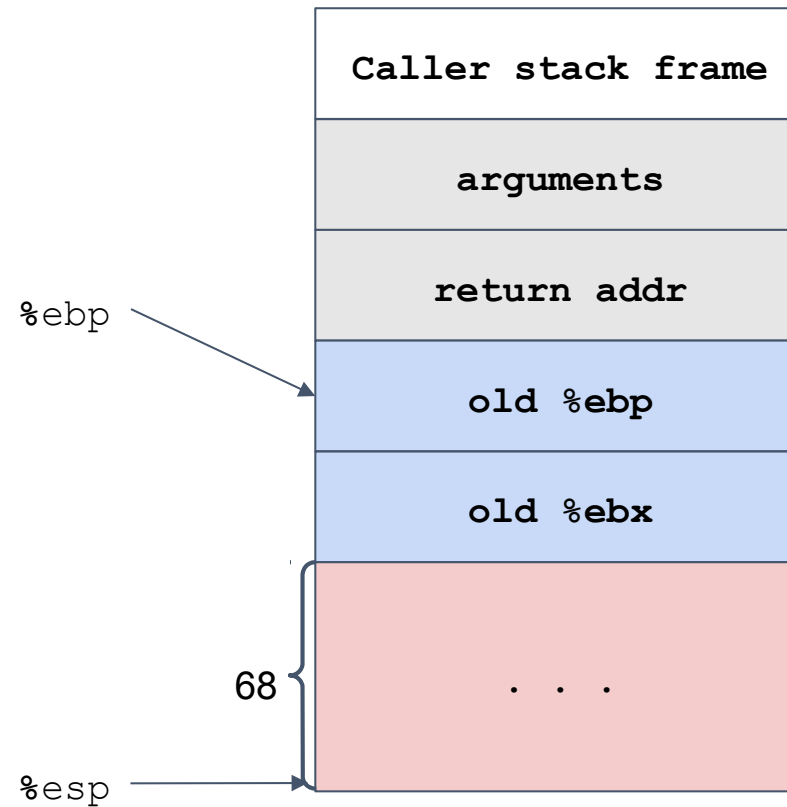 Caller stack frame
arguments
return addr
%ebp
old %ebp
old %ebx
68
. . .
%esp